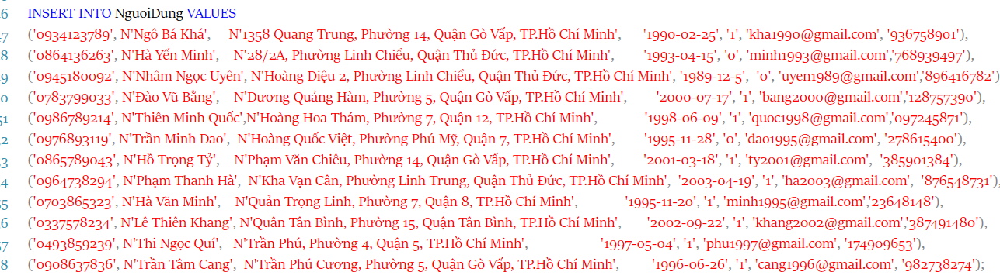 26 INSERT INTO NguoiDung VALUES
47 ('0934123789', N'Ngô Bá Khá', N'1358 Quang Trung, Phường 14, Quận Gò Vấp, TP.Hồ Chí Minh', '1990-02-25', '1', 'kha1990@gmail.com', '936758901'),
8 ('0864136263', N'Hà Yến Minh', N'28/2A, Phường Linh Chiểu, Quận Thủ Đức, TP.Hồ Chí Minh', '1993-04-15', '0', 'minh1993@gmail.com','768939497'),
49 ('0945180092', N'Nhâm Ngọc Uyên', N'Hoàng Diệu 2, Phường Linh Chiểu, Quận Thủ Đức, TP.Hồ Chí Minh', '1989-12-5', '0', 'uyen1989@gmail.com','896416782')
0 ('0783799033', N'Đào Vũ Bằng', N'Dương Quảng Hàm, Phường 5, Quận Gò Vấp, TP.Hồ Chí Minh', '2000-07-17', '1', 'bang2000@gmail.com','128757390'),
51 ('0986789214', N'Thiên Minh Quốc',N'Hoàng Hoa Thám, Phường 7, Quận 12, TP.Hồ Chí Minh', '1998-06-09', '1', 'quoc1998@gmail.com','097245871'),
52 ('0976893119', N'Trần Minh Dao', N'Hoàng Quốc Việt, Phường Phú Mỹ, Quận 7, TP.Hồ Chí Minh', '1995-11-28', '0', 'dao1995@gmail.com', '278615400'),
53 ('0865789043', N'Hồ Trọng Tỷ', N'Phạm Văn Chiêu, Phường 14, Quận Gò Vấp, TP.Hồ Chí Minh', '2001-03-18', '1', 'ty2001@gmail.com', '385901384'),
4 ('0964738294', N'Phạm Thanh Hà', N'Kha Vạn Cân, Phường Linh Trung, Quận Thủ Đức, TP.Hồ Chí Minh', '2003-04-19', '1', 'ha2003@gmail.com', '876548731'),
55 ('0703865323', N'Hà Văn Minh', N'Quản Trọng Linh, Phường 7, Quận 8, TP.Hồ Chí Minh', '1995-11-20', '1', 'minh1995@gmail.com','23648148'),
26 ('0337578234', N'Lê Thiên Khang', N'Quân Tân Bình, Phường 15, Quận Tân Bình, TP.Hồ Chí Minh', '2002-09-22', '1', 'khang2002@gmail.com','387491480'),
57 ('0493859239', N'Thi Ngọc Quí', N'Trần Phú, Phường 4, Quận 5, TP.Hồ Chí Minh', '1997-05-04', '1', 'phu1997@gmail.com', '174909653'),
8 ('0908637836', N'Trần Tâm Cang', N'Trần Phú Cương, Phường 5, Quận Gò Vấp, TP.Hồ Chí Minh', '1996-06-26', '1', 'cang1996@gmail.com', '982738274');